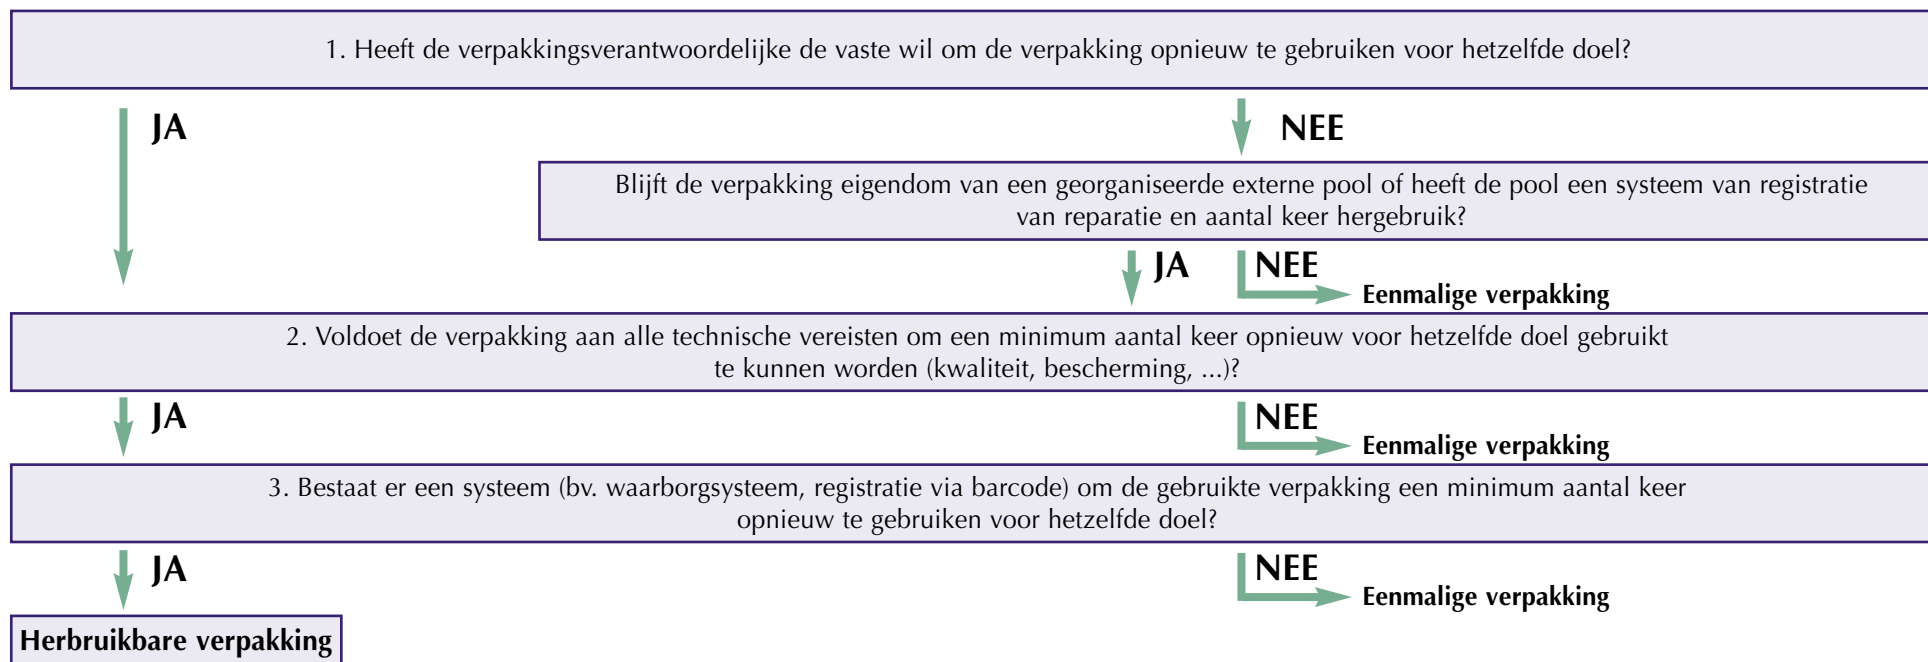 1. Heeft de verpakkingsverantwoordelijke de vaste wil om de verpakking opnieuw te gebruiken voor hetzelfde doel?
JA
NEE
Blijft de verpakking eigendom van een georganiseerde externe pool of heeft de pool een systeem van registratie
van reparatie en aantal keer hergebruik?
JA
NEE
Eenmalige verpakking
2. Voldoet de verpakking aan alle technische vereisten om een minimum aantal keer opnieuw voor hetzelfde doel gebruikt
te kunnen worden (kwaliteit, bescherming, ...)?
JA
NEE
Eenmalige verpakking
3. Bestaat er een systeem (bv. waarborgsysteem, registratie via barcode) om de gebruikte verpakking een minimum aantal keer
opnieuw te gebruiken voor hetzelfde doel?
JA
NEE
Eenmalige verpakking
Herbruikbare verpakking